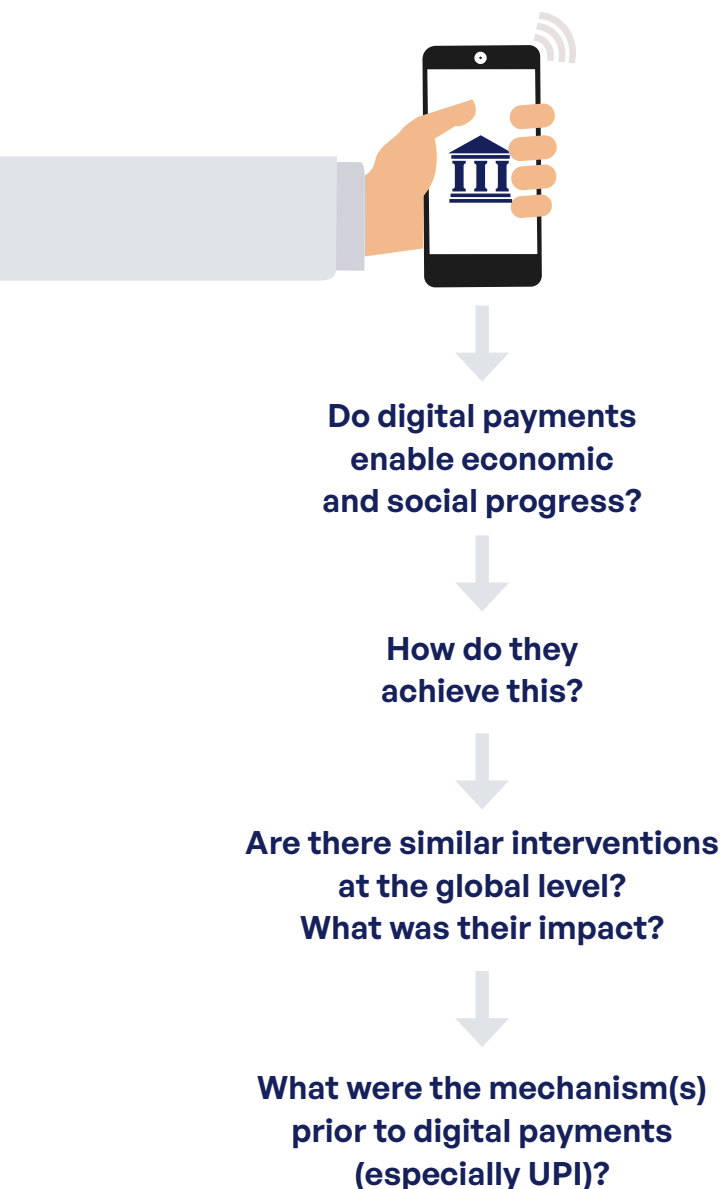 Do digital payments
enable economic
and social progress?
How do they
achieve this?
Are there similar interventions
at the global level?
What was their impact?
What were the mechanism(s)
prior to digital payments
(especially UPI)?